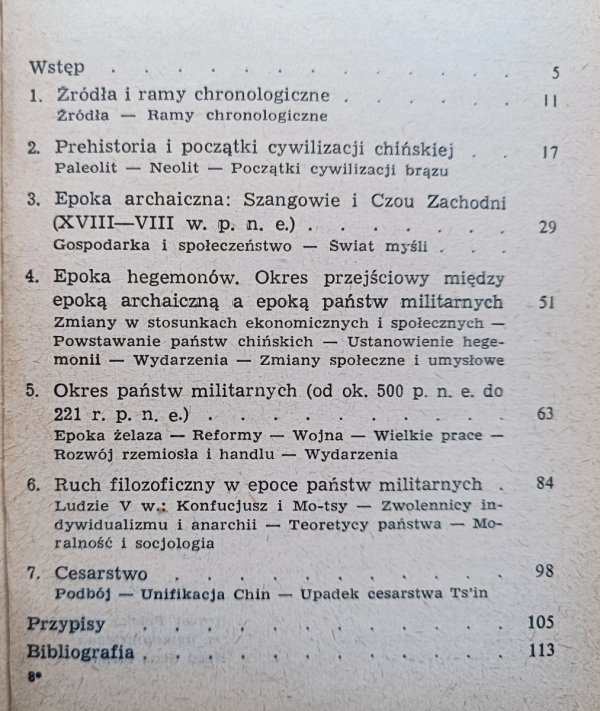 Wstęp . . . . . . . . . . . . . 5
1. Źródła i ramy chronologiczne . . . . . 11
Źródła — Ramy chronologiczne
2. Prehistoria i początki cywilizacji chińskiej . . 17
Paleolit — Neolit — Początki cywilizacji brązu
3. Epoka archaiczna: Szangowie i Czou Zachodni
(XVIII—VIII w. p. n. e.) . . . . . . . 29
Gospodarka i społeczeństwo — Świat myśli . . .
4. Epoka hegemonów. Okres przejściowy między
epoką archaiczną a epoką państw militarnych 51
Zmiany w stosunkach ekonomicznych i społecznych —
Powstawanie państw chińskich — Ustanowienie hege-
monii — Wydarzenia — Zmiany społeczne i umysłowe
5. Okres państw militarnych (od ok. 500 p. n. e. do
221 r. p. n. e.) . . . . . . . . . . 63
Epoka żelaza — Reformy — Wojna — Wielkie prace —
Rozwój rzemiosła i handlu — Wydarzenia
6. Ruch filozoficzny w epoce państw militarnych . 84
Ludzie V w.: Konfucjusz i Mo-tsy — Zwolennicy in-
dywidualizmu i anarchii — Teoretycy państwa — Mo-
ralność i socjologia
7. Cesarstwo . . . . . . . . . . . 98
Podbój — Unifikacja Chin — Upadek cesarstwa Ts'in
Przypisy . . . . . . . . . . . . 105
Bibliografia . . . . . . . . . . . 113
8*